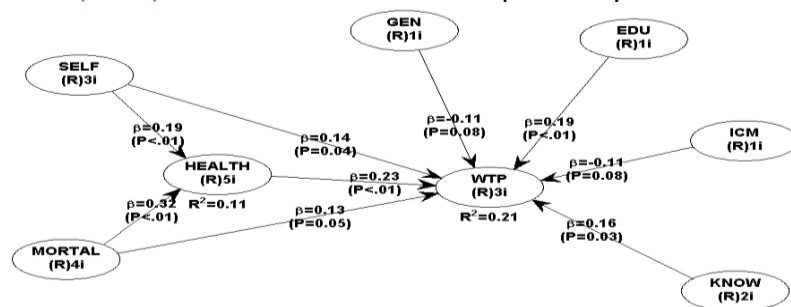 GEN
(R)1i
EDU
(R)1i
SELF
(R)3i
β=-0.11
(P=0.08)
β=0.19
(P<.01)
β=0.19
(P<.01)
β=0.14
(P=0.04)
ICM
(R)1i
HEALTH
(R)5i
R²=0.11
β=0.23
(P<.01)
WTP
(R)3i
R²=0.21
β=-0.11
(P=0.08)
β=0.32
(P<.01)
β=0.13
(P=0.05)
β=0.16
(P=0.03)
MORTAL
(R)4i
KNOW
(R)2i